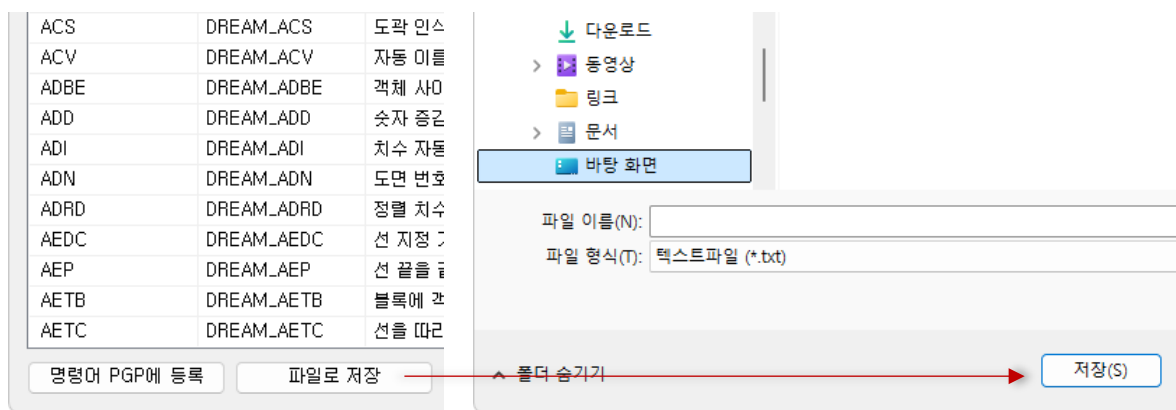 ACS DREAM_ACS 도곽 인식
ACV DREAM_ACV 자동 이름
ADBE DREAM_ADBE 객체 사이
ADD DREAM_ADD 숫자 증감
ADI DREAM_ADI 치수 자동
ADN DREAM_ADN 도면 번호
ADRD DREAM_ADRD 정렬 치수
AEDC DREAM_AEDC 선 지정
AEP DREAM_AEP 선 끝을
AETB DREAM_AETB 블록에
AETC DREAM_AETC 선을 따라
명령어 PGP에 등록 파일로 저장
다운로드
동영상
링크
문서
바탕 화면
파일 이름(N):
파일 형식(T): 텍스트파일 (*.txt)
폴더 숨기기 저장(S)